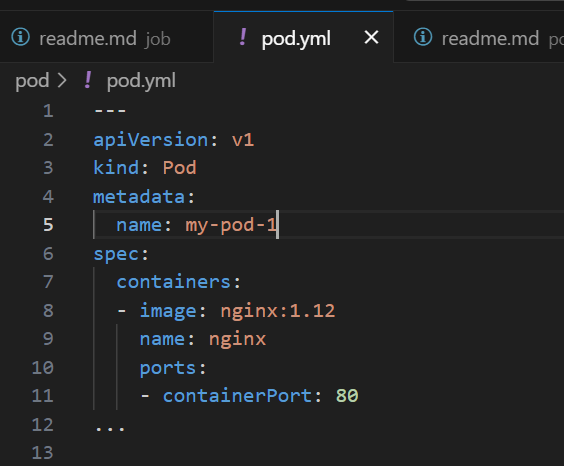 readme.md job
! pod.yml ×
readme.md po
pod > ! pod.yml
1 ---
2 apiVersion: v1
3 kind: Pod
4 metadata:
5   name: my-pod-1
6 spec:
7   containers:
8   - image: nginx:1.12
9     name: nginx
10     ports:
11     - containerPort: 80
12 ...
13